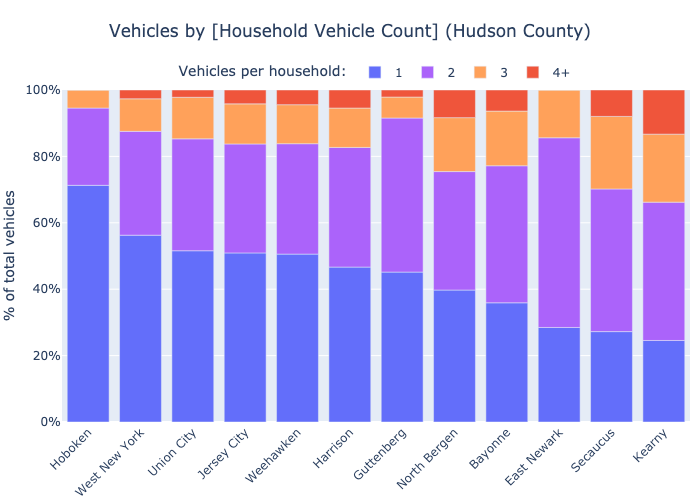 Vehicles by [Household Vehicle Count] (Hudson County)
Vehicles per household: 1 2 3 4+
% of total vehicles
100%
80%
60%
40%
20%
0%
Hoboken
West New York
Union City
Jersey City
Weehawken
Harrison
Guttenberg
North Bergen
Bayonne
East Newark
Secaucus
Kearny